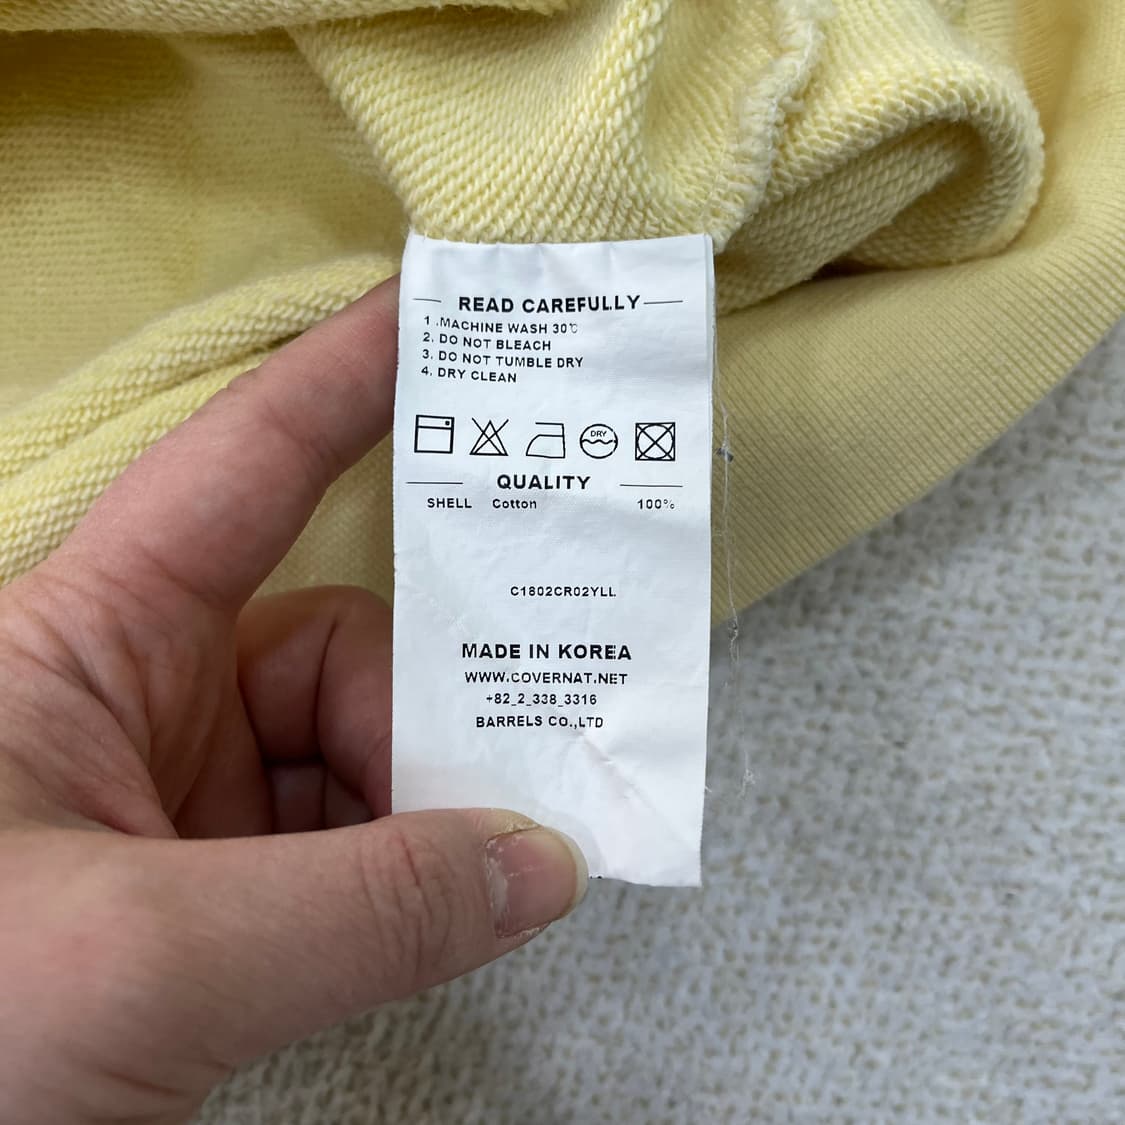 READ CAREFULLY
1 .MACHINE WASH 30℃
2. DO NOT BLEACH
3. DO NOT TUMBLE DRY
4. DRY CLEAN
DRY
QUALITY
SHELL Cotton 100%
C1802CR02YLL
MADE IN KOREA
WWW.COVERNAT.NET
+82_2_338_3316
BARRELS CO.,LTD